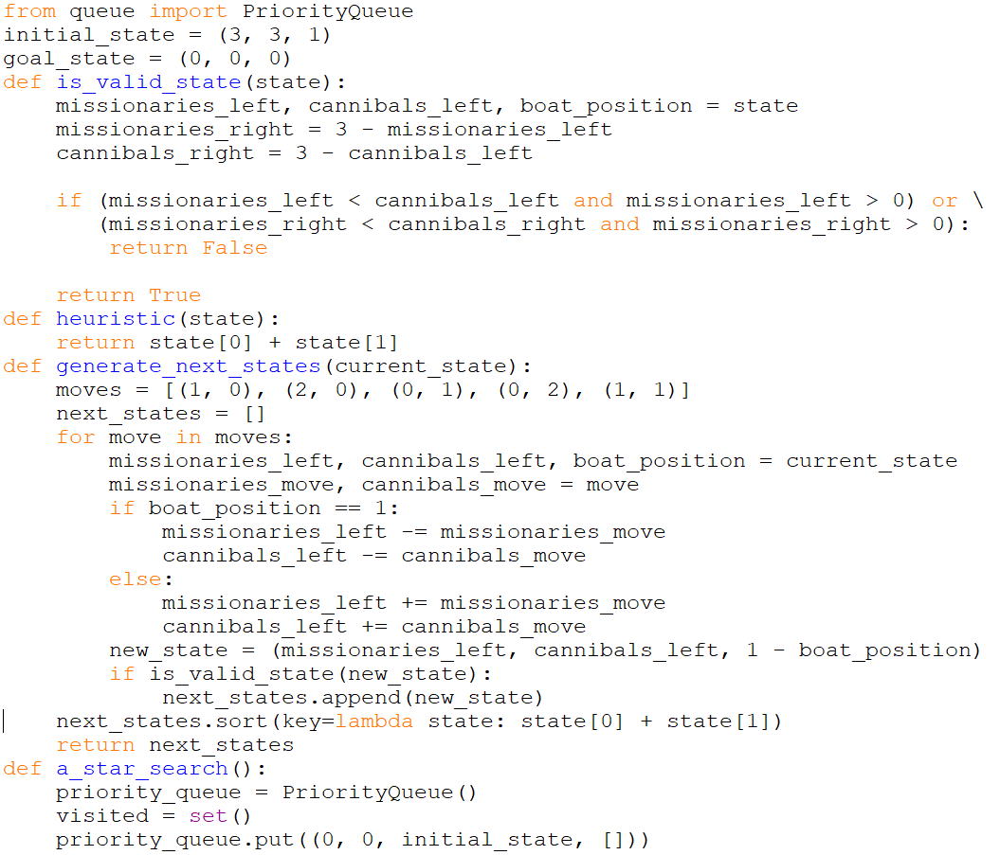 from queue import PriorityQueue
initial_state = (3, 3, 1)
goal_state = (0, 0, 0)
def is_valid_state(state):
    missionaries_left, cannibals_left, boat_position = state
    missionaries_right = 3 - missionaries_left
    cannibals_right = 3 - cannibals_left

    if (missionaries_left < cannibals_left and missionaries_left > 0) or \
       (missionaries_right < cannibals_right and missionaries_right > 0):
        return False

    return True
def heuristic(state):
    return state[0] + state[1]
def generate_next_states(current_state):
    moves = [(1, 0), (2, 0), (0, 1), (0, 2), (1, 1)]
    next_states = []
    for move in moves:
        missionaries_left, cannibals_left, boat_position = current_state
        missionaries_move, cannibals_move = move
        if boat_position == 1:
            missionaries_left -= missionaries_move
            cannibals_left -= cannibals_move
        else:
            missionaries_left += missionaries_move
            cannibals_left += cannibals_move
        new_state = (missionaries_left, cannibals_left, 1 - boat_position)
        if is_valid_state(new_state):
            next_states.append(new_state)
    next_states.sort(key=lambda state: state[0] + state[1])
    return next_states
def a_star_search():
    priority_queue = PriorityQueue()
    visited = set()
    priority_queue.put((0, 0, initial_state, []))